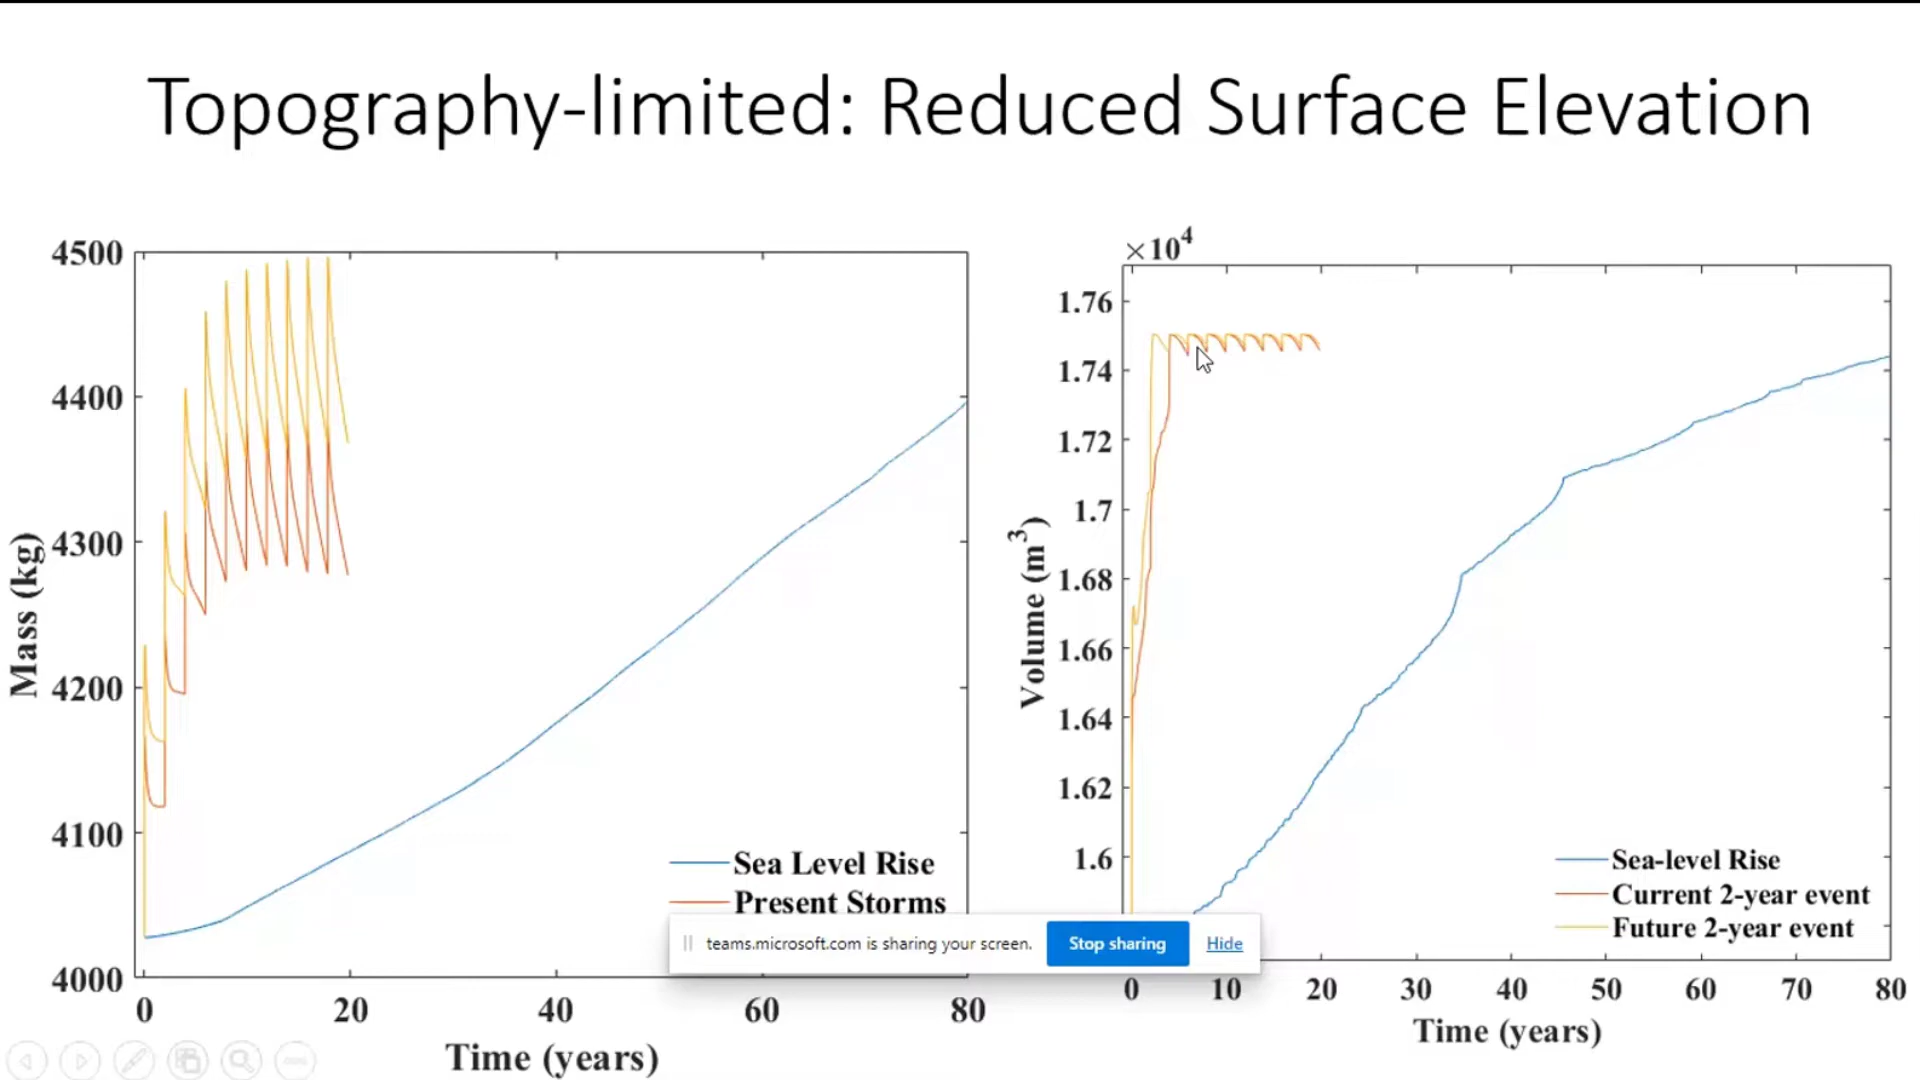 Topography-limited: Reduced Surface Elevation
4500
4400
4300
4200
4100
4000
Mass (kg)
0 20 40 60 80
Time (years)
Sea Level Rise
Present Storms
×10⁴
1.76
1.74
1.72
1.7
1.68
1.66
1.64
1.62
1.6
Volume (m³)
0 10 20 30 40 50 60 70 80
Time (years)
Sea-level Rise
Current 2-year event
Future 2-year event
teams.microsoft.com is sharing your screen. Stop sharing Hide